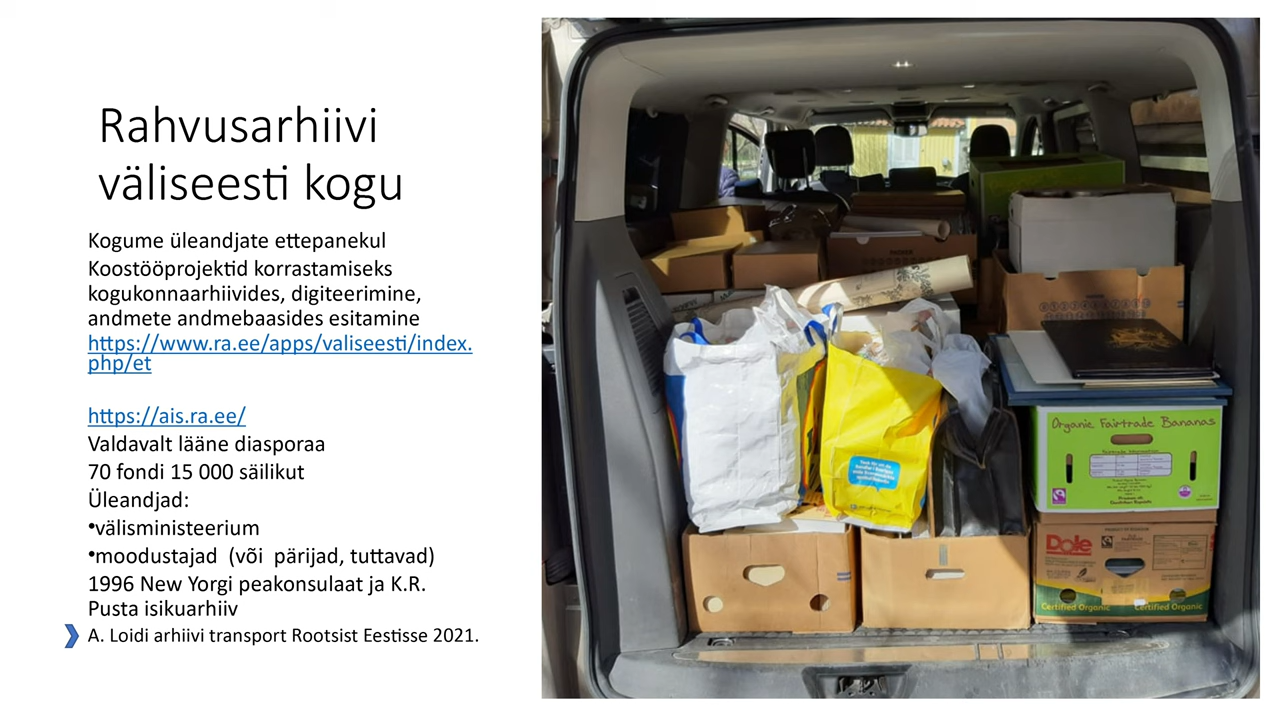 Rahvusarhiivi
väliseesti kogu
Kogume üleandjate ettepanekul
Koostööprojektid korrastamiseks
kogukonnaarhiivides, digiteerimine,
andmete andmebaasides esitamine
https://www.ra.ee/apps/valiseesti/index.
php/et
https://ais.ra.ee/
Valdavalt lääne diasporaa
70 fondi 15 000 säilikut
Üleandjad:
•välisministeerium
•moodustajad (või pärijad, tuttavad)
1996 New Yorgi peakonsulaat ja K.R.
Pusta isikuarhiiv
A. Loidi arhiivi transport Rootsist Eestisse 2021.
Organic Fairtrade Bananas
Fairtrade Information
Dole
Certified Organic
Certified Organic